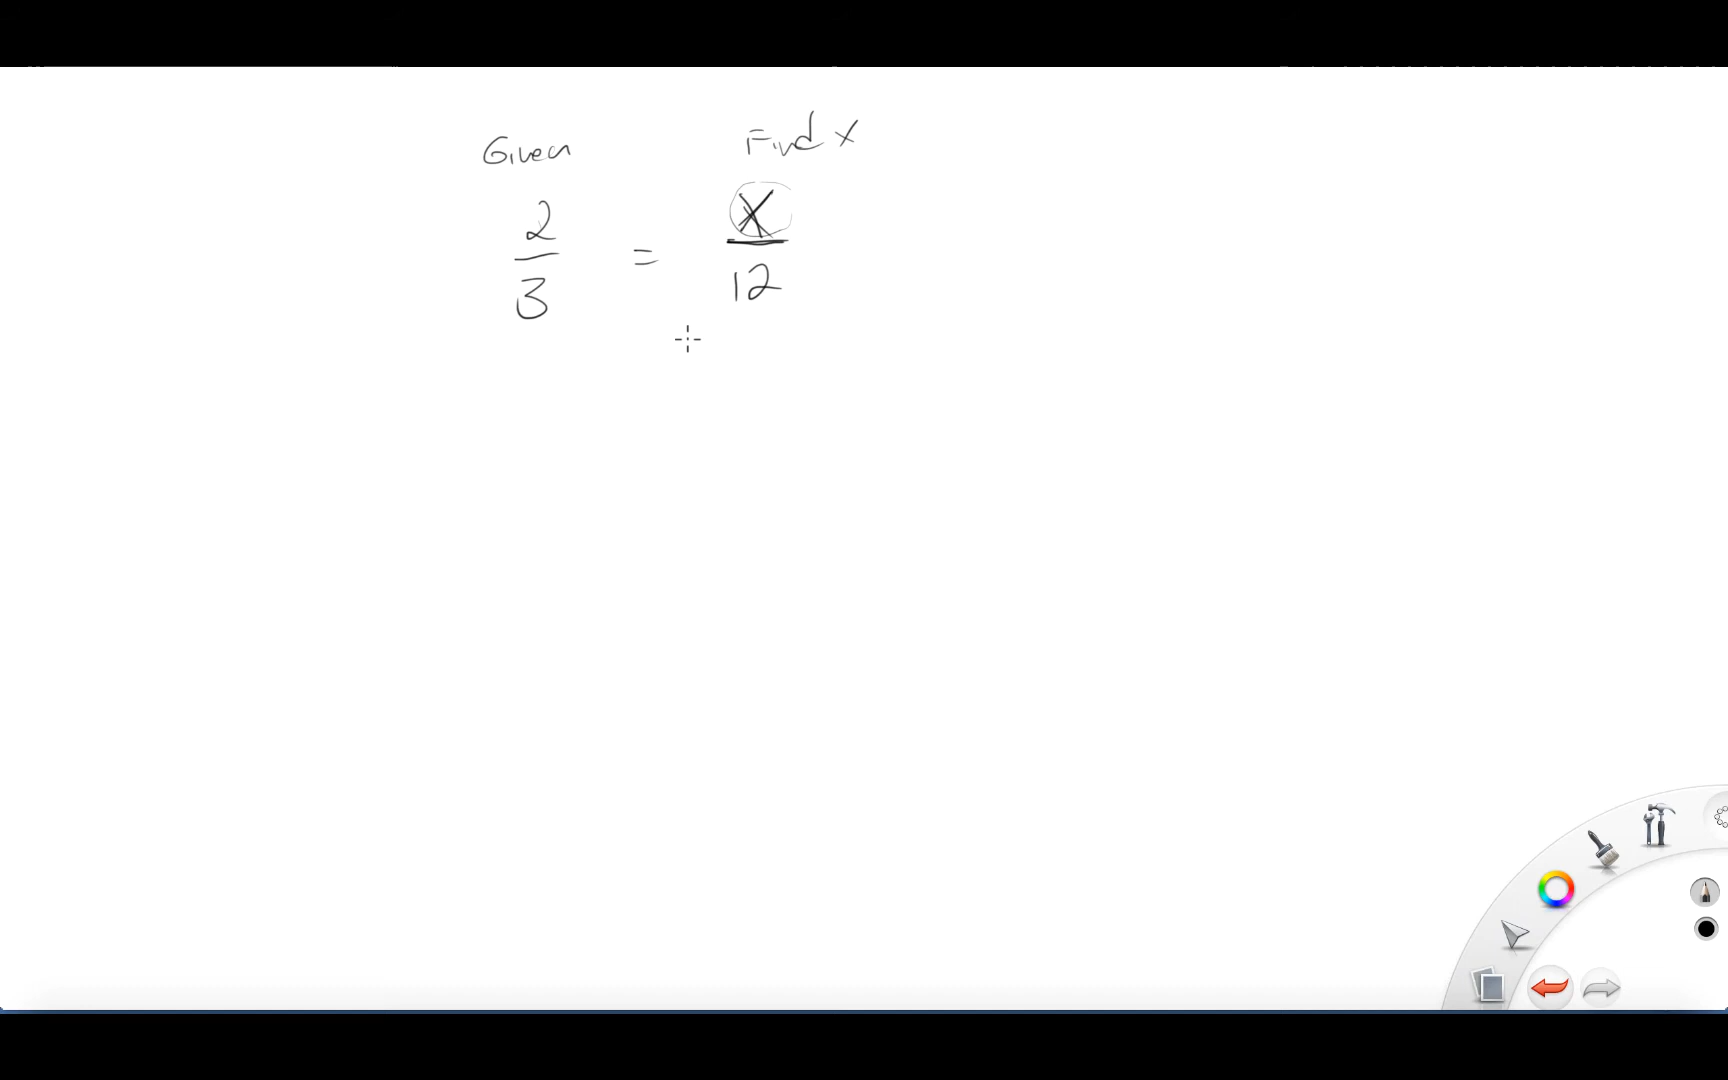 Given Find X
2/3 = X/12